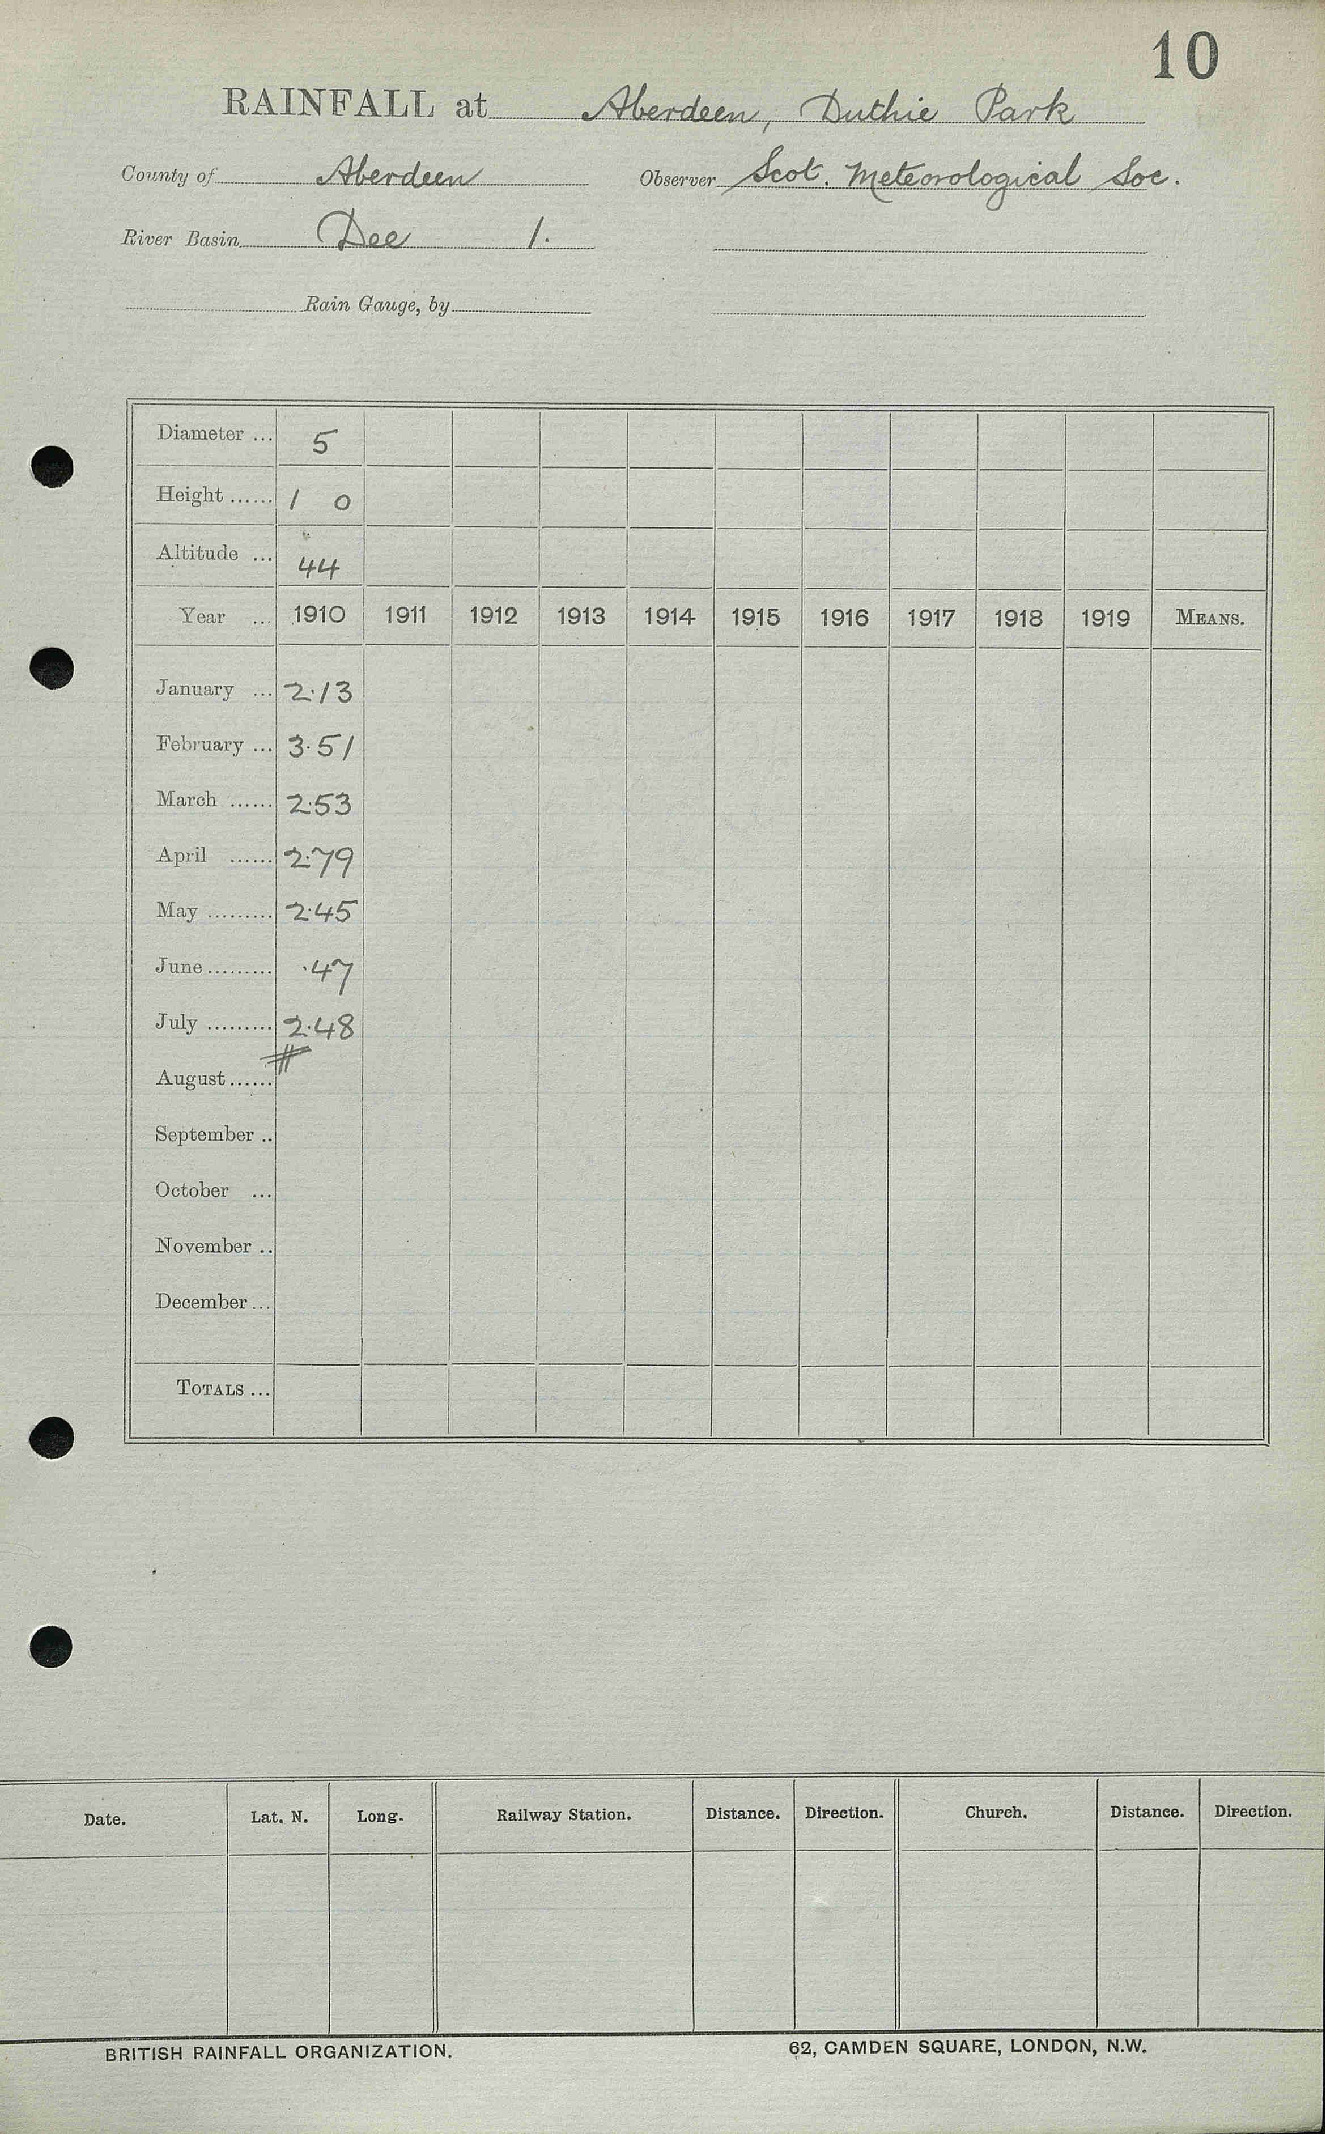 10
RAINFALL at Aberdeen, Duthie Park
County of Aberdeen Observer Scot. Meteorological Soc.
River Basin Dee 1.
Rain Gauge, by
Diameter ... 5
Height ...... 1 0
Altitude ... 44
Year ... 1910 1911 1912 1913 1914 1915 1916 1917 1918 1919 MEANS.
January ... 2.13
February ... 3.51
March ...... 2.53
April ...... 2.79
May ......... 2.45
June ......... .47
July ......... 2.48
August ......
September ..
October ...
November ..
December ...
TOTALS ...
Date. Lat. N. Long. Railway Station. Distance. Direction. Church. Distance. Direction.
BRITISH RAINFALL ORGANIZATION. 62, CAMDEN SQUARE, LONDON, N.W.